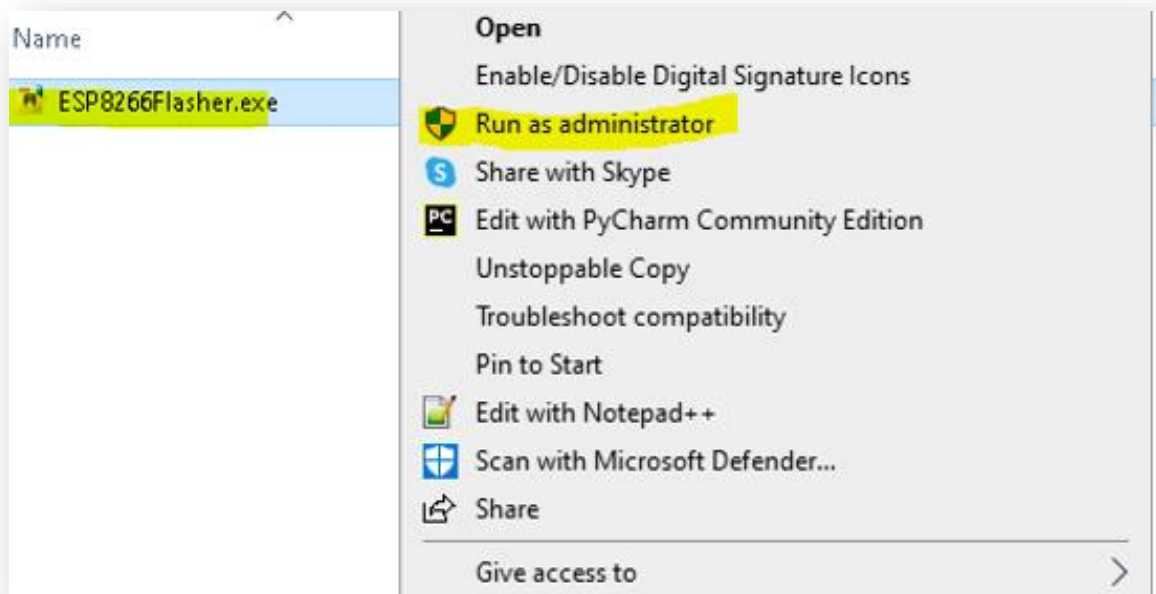 Name
ESP8266Flasher.exe
Open
Enable/Disable Digital Signature Icons
Run as administrator
S
Share with Skype
PC
Edit with PyCharm Community Edition
Unstoppable Copy
Troubleshoot compatibility
Pin to Start
Edit with Notepad++
Scan with Microsoft Defender...
Share
Give access to